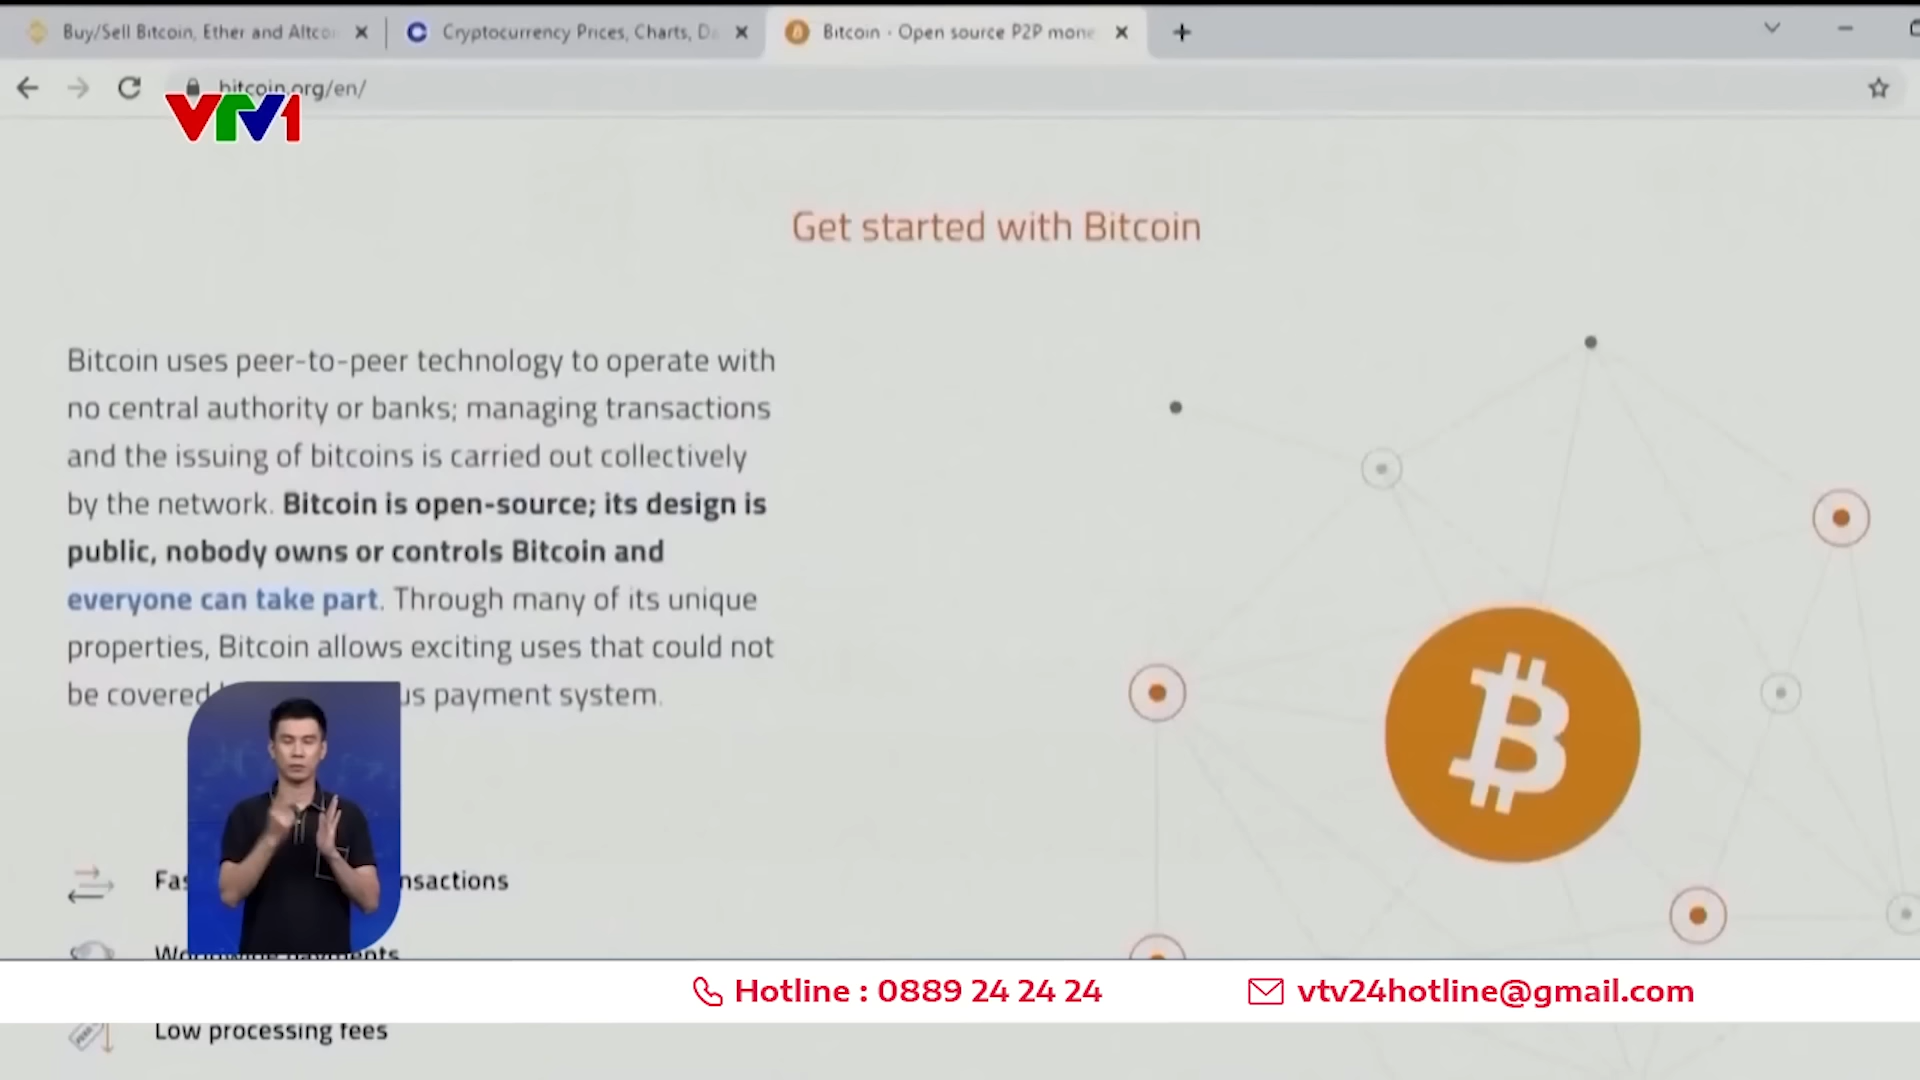 Buy/Sell Bitcoin, Ether and Altco
Cryptocurrency Prices, Charts, D
Bitcoin - Open source P2P mone
bitcoin.org/en/
VTV1
Get started with Bitcoin
Bitcoin uses peer-to-peer technology to operate with
no central authority or banks; managing transactions
and the issuing of bitcoins is carried out collectively
by the network. Bitcoin is open-source; its design is
public, nobody owns or controls Bitcoin and
everyone can take part. Through many of its unique
properties, Bitcoin allows exciting uses that could not
be covered us payment system.
Fas nsactions
Worldwide payments
Hotline : 0889 24 24 24
vtv24hotline@gmail.com
Low processing fees